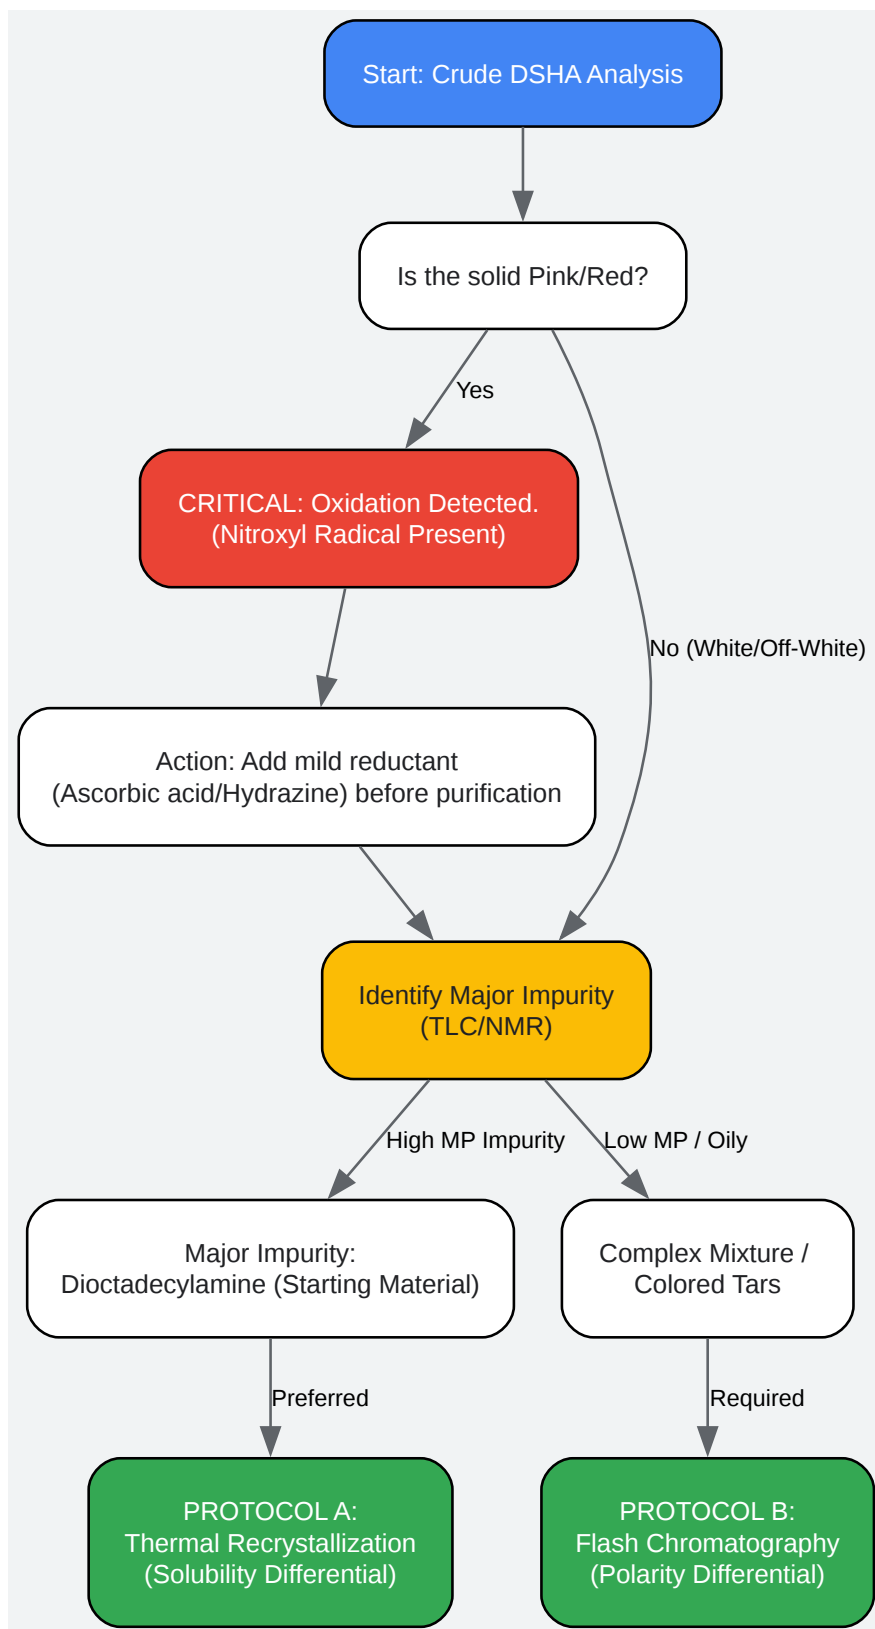 Start: Crude DSHA Analysis
Is the solid Pink/Red?
Yes
CRITICAL: Oxidation Detected.
(Nitroxyl Radical Present)
No (White/Off-White)
Action: Add mild reductant
(Ascorbic acid/Hydrazine) before purification
Identify Major Impurity
(TLC/NMR)
High MP Impurity
Low MP / Oily
Major Impurity:
Dioctadecylamine (Starting Material)
Complex Mixture /
Colored Tars
Preferred
Required
PROTOCOL A:
Thermal Recrystallization
(Solubility Differential)
PROTOCOL B:
Flash Chromatography
(Polarity Differential)